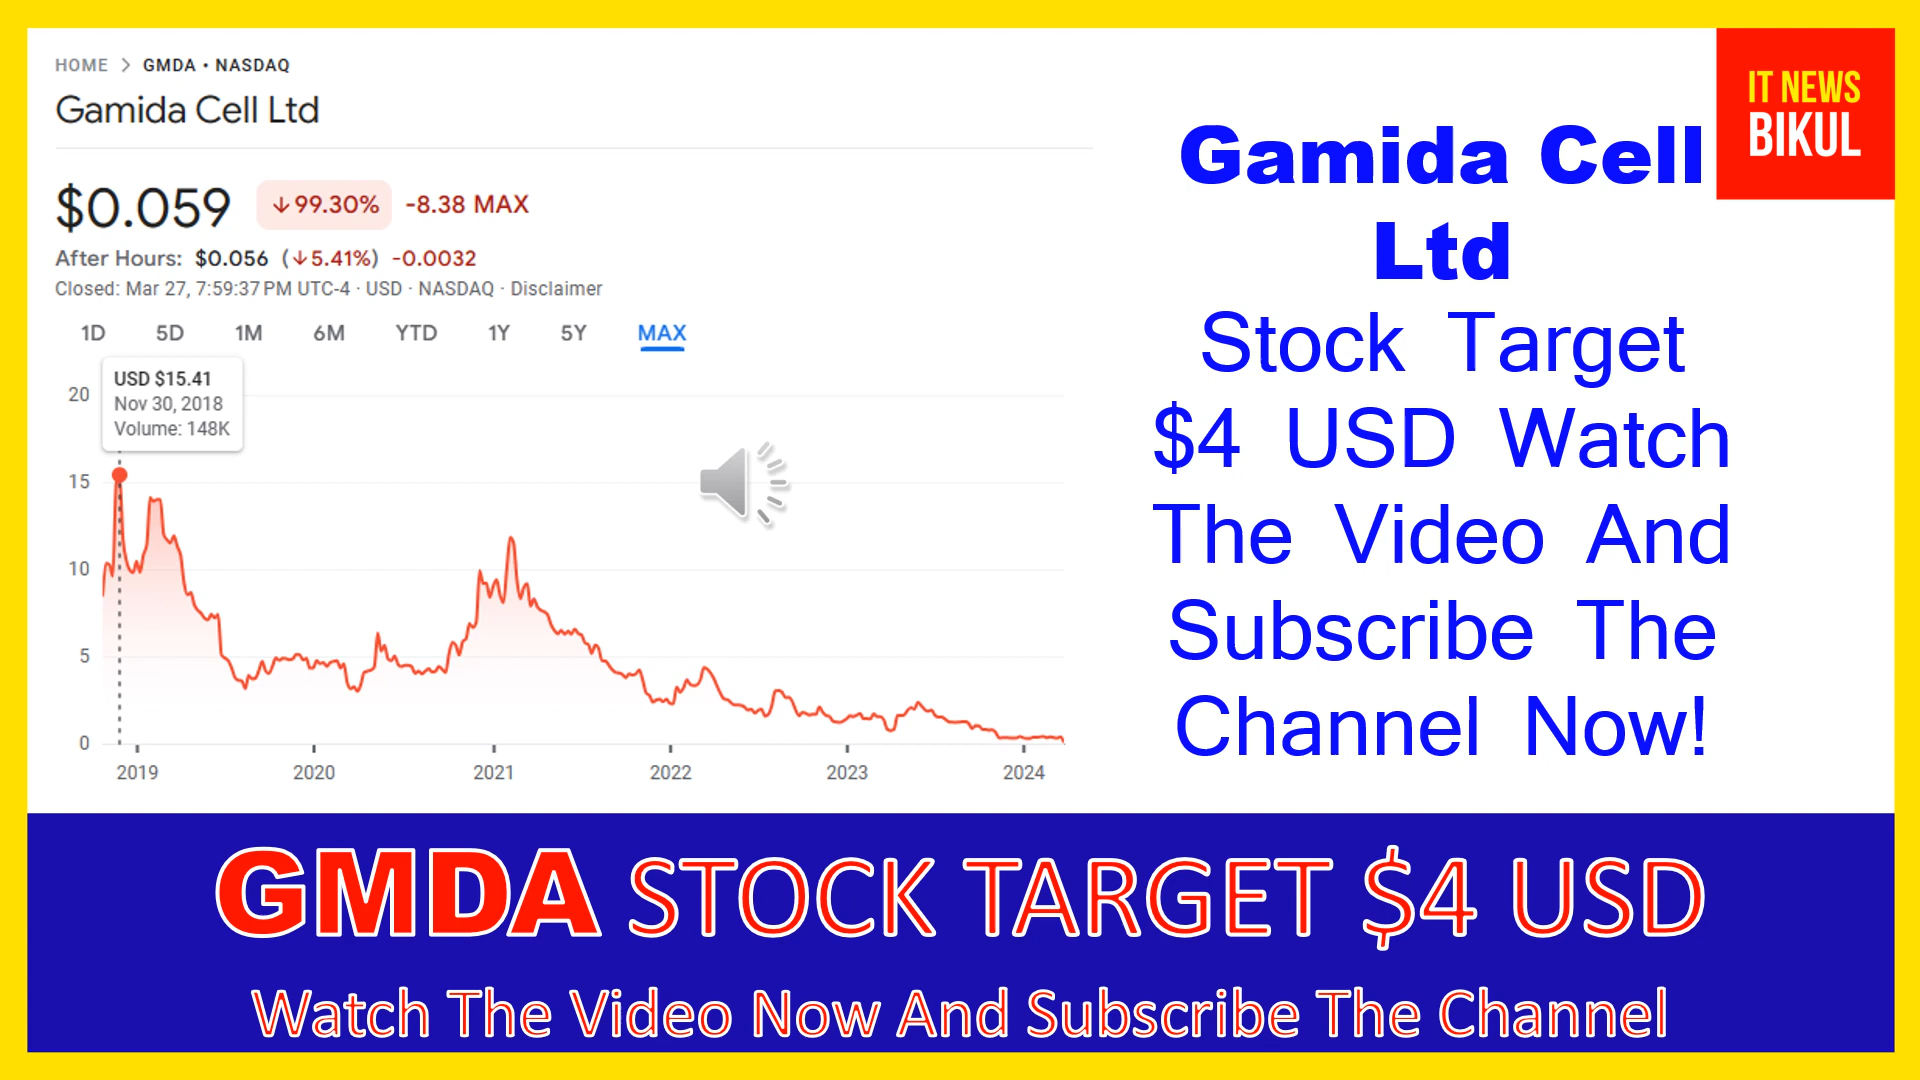 HOME > GMDA • NASDAQ
Gamida Cell Ltd
$0.059 ↓99.30% -8.38 MAX
After Hours: $0.056 (↓5.41%) -0.0032
Closed: Mar 27, 7:59:37 PM UTC-4 · USD · NASDAQ · Disclaimer
1D 5D 1M 6M YTD 1Y 5Y MAX
USD $15.41
Nov 30, 2018
Volume: 148K
20
15
10
5
0
2019 2020 2021 2022 2023 2024
IT NEWS
BIKUL
Gamida Cell
Ltd
Stock Target
$4 USD Watch
The Video And
Subscribe The
Channel Now!
GMDA STOCK TARGET $4 USD
Watch The Video Now And Subscribe The Channel